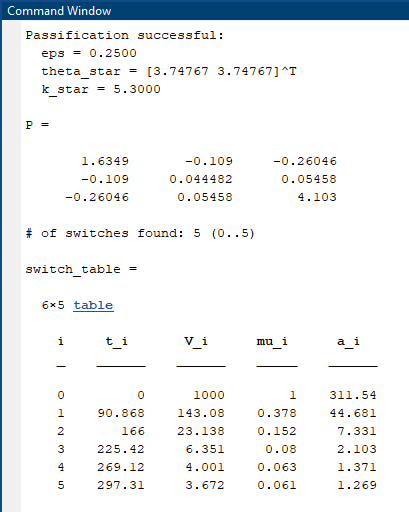 Command Window
Passification successful:
eps = 0.2500
theta_star = [3.74767 3.74767]^T
k_star = 5.3000
P =
1.6349 -0.109 -0.26046
-0.109 0.044482 0.05458
-0.26046 0.05458 4.103
# of switches found: 5 (0..5)
switch_table =
6×5 table
i t_i V_i mu_i a_i
0 0 1000 1 311.54
1 90.868 143.08 0.378 44.681
2 166 23.138 0.152 7.331
3 225.42 6.351 0.08 2.103
4 269.12 4.001 0.063 1.371
5 297.31 3.672 0.061 1.269